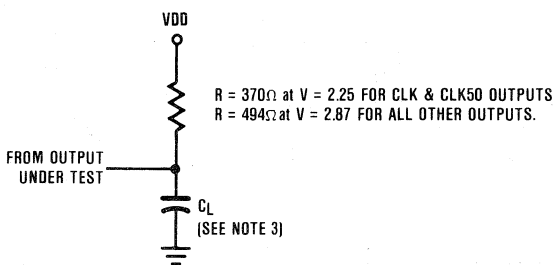 VDD
R = 370Ω at V = 2.25 FOR CLK & CLK50 OUTPUTS
R = 494Ω at V = 2.87 FOR ALL OTHER OUTPUTS.
FROM OUTPUT
UNDER TEST
CL
(SEE NOTE 3)